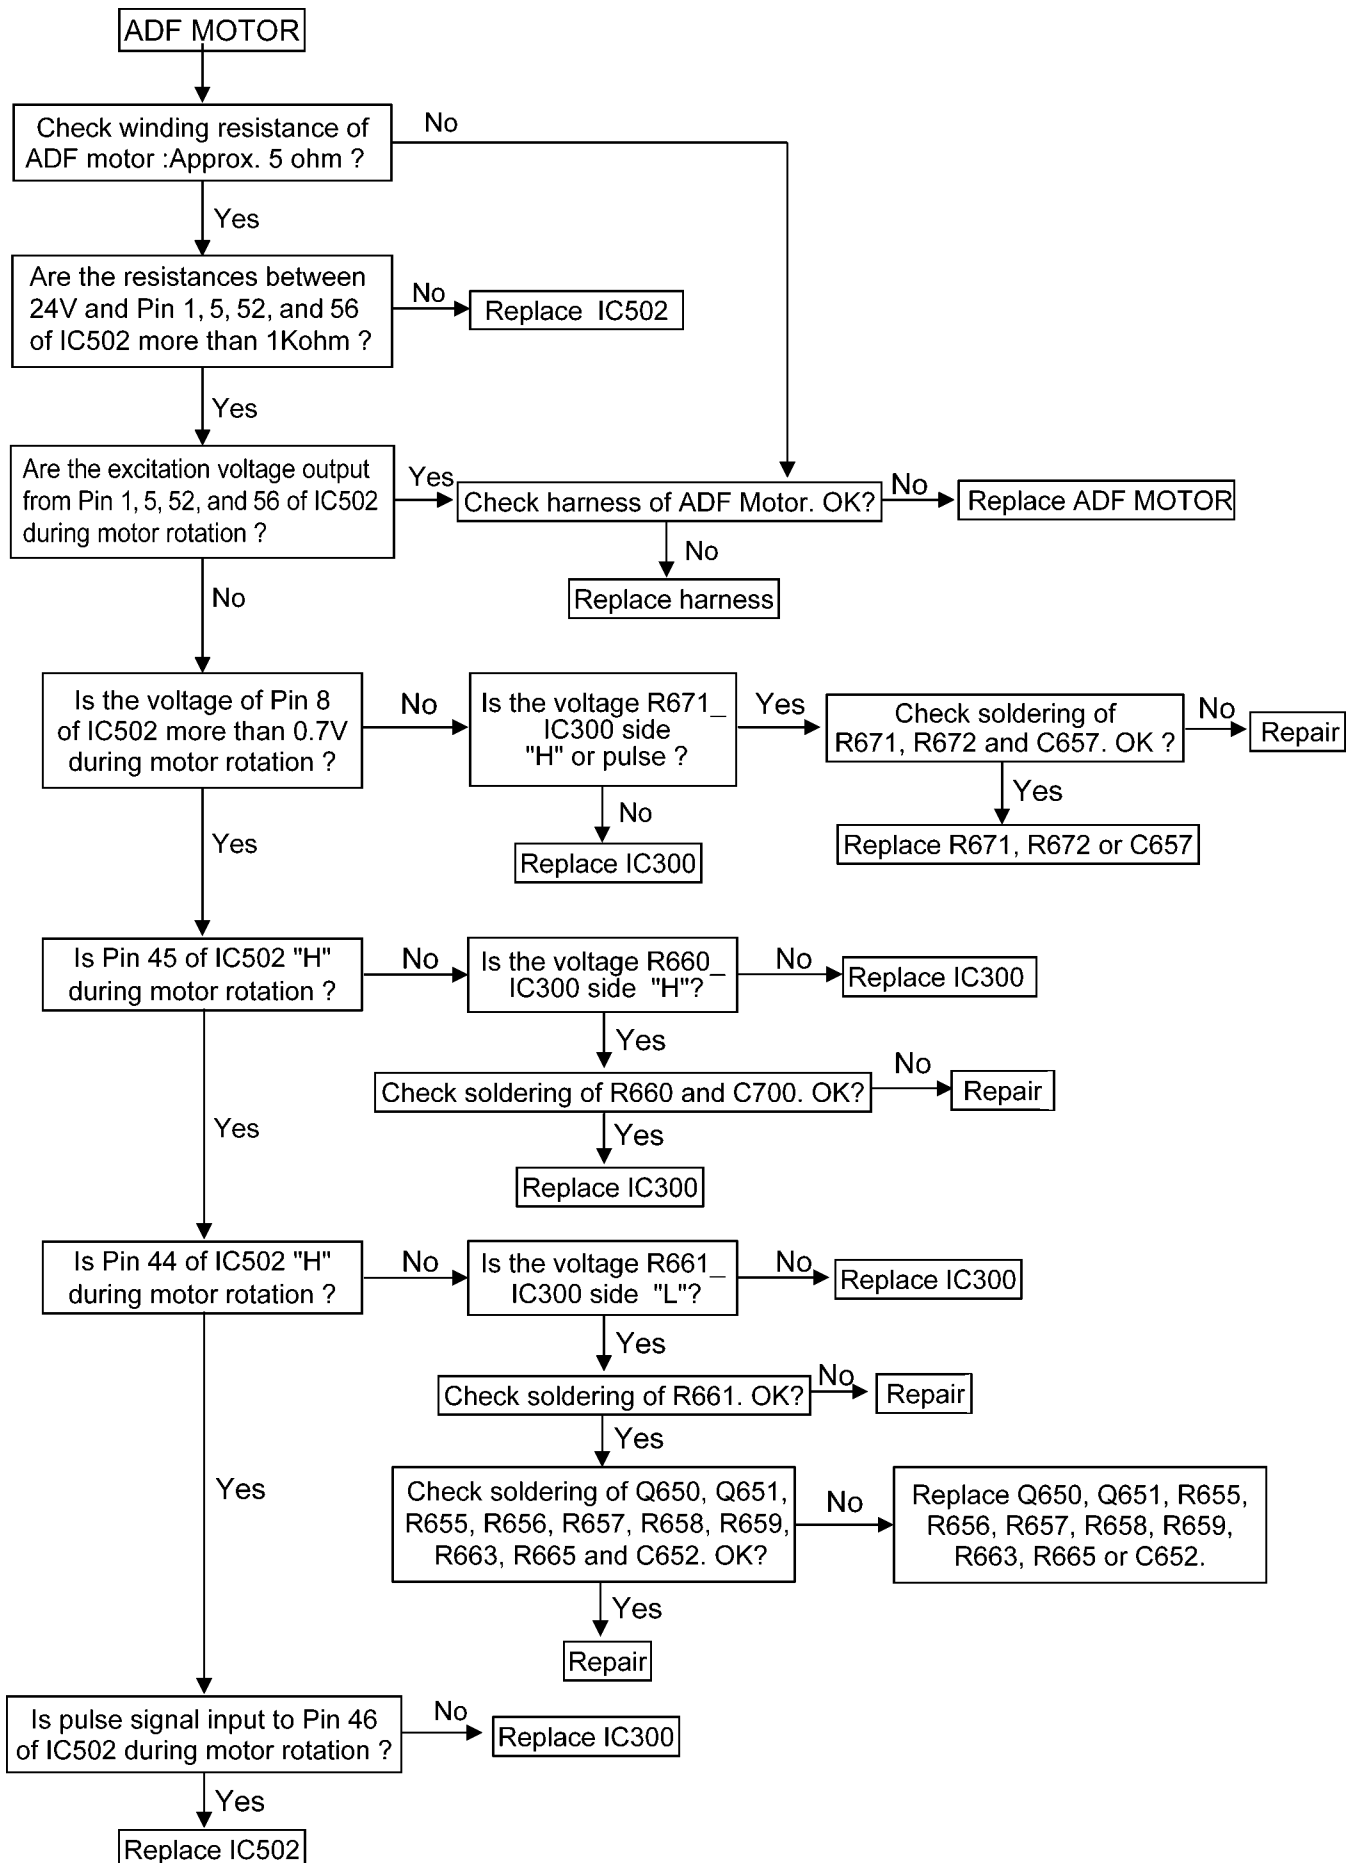 ADF MOTOR
Check winding resistance of
ADF motor :Approx. 5 ohm ?
No
Yes
Are the resistances between
24V and Pin 1, 5, 52, and 56
of IC502 more than 1Kohm ?
No
Replace IC502
Yes
Are the excitation voltage output
from Pin 1, 5, 52, and 56 of IC502
during motor rotation ?
Yes
Check harness of ADF Motor. OK?
No
Replace ADF MOTOR
No
Replace harness
No
Is the voltage of Pin 8
of IC502 more than 0.7V
during motor rotation ?
No
Is the voltage R671_
IC300 side
"H" or pulse ?
Yes
Check soldering of
R671, R672 and C657. OK ?
No
Repair
Yes
Replace R671, R672 or C657
No
Replace IC300
Yes
Is Pin 45 of IC502 "H"
during motor rotation ?
No
Is the voltage R660_
IC300 side "H"?
No
Replace IC300
Yes
Check soldering of R660 and C700. OK?
No
Repair
Yes
Replace IC300
Yes
Is Pin 44 of IC502 "H"
during motor rotation ?
No
Is the voltage R661_
IC300 side "L"?
No
Replace IC300
Yes
Check soldering of R661. OK?
No
Repair
Yes
Check soldering of Q650, Q651,
R655, R656, R657, R658, R659,
R663, R665 and C652. OK?
No
Replace Q650, Q651, R655,
R656, R657, R658, R659,
R663, R665 or C652.
Yes
Repair
Yes
Is pulse signal input to Pin 46
of IC502 during motor rotation ?
No
Replace IC300
Yes
Replace IC502